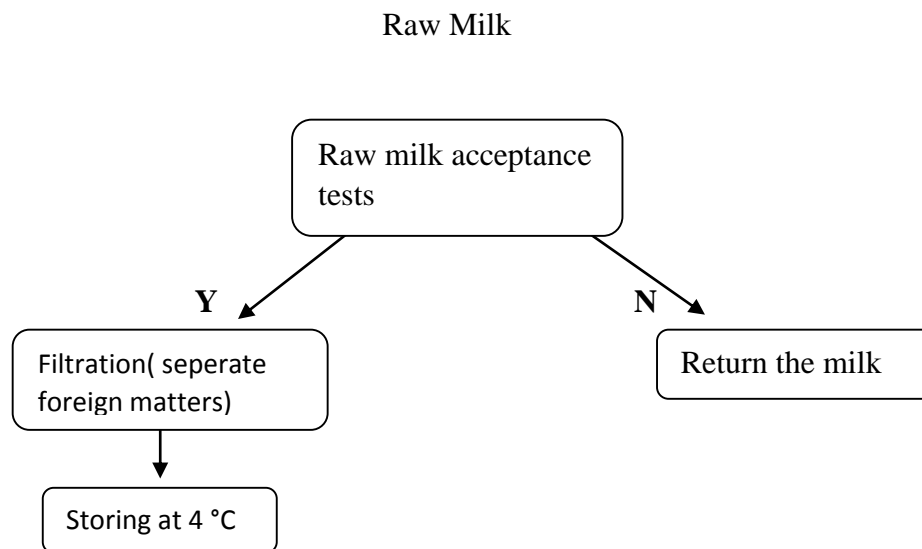 Raw Milk
Raw milk acceptance
tests
Y
N
Filtration( seperate
foreign matters)
Return the milk
Storing at 4 °C